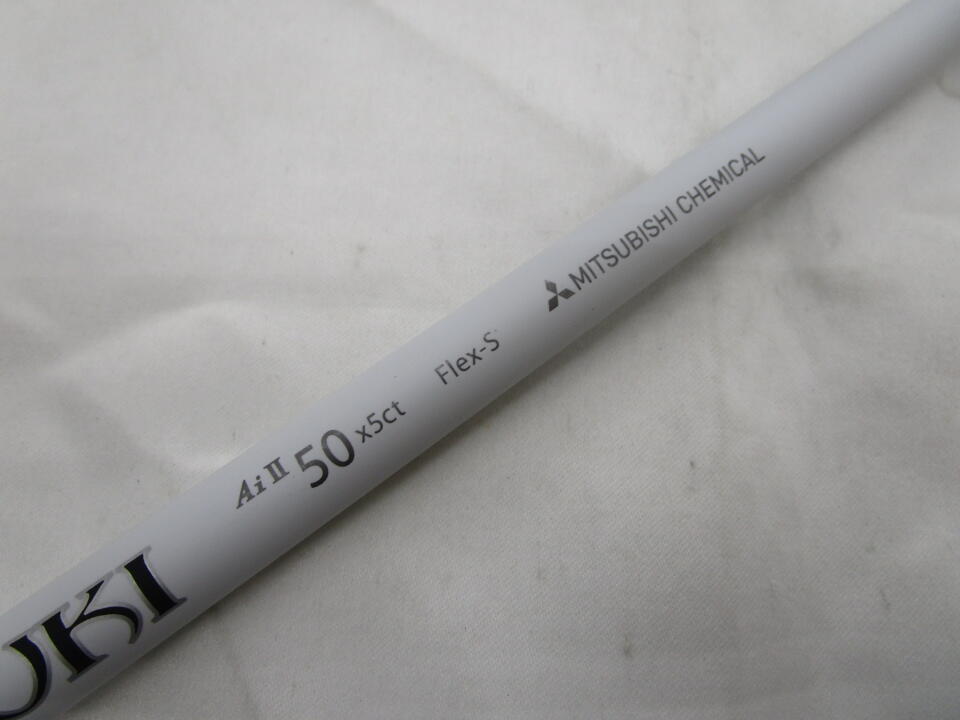 UKI
Ai II 50 x5ct Flex-S
MITSUBISHI CHEMICAL